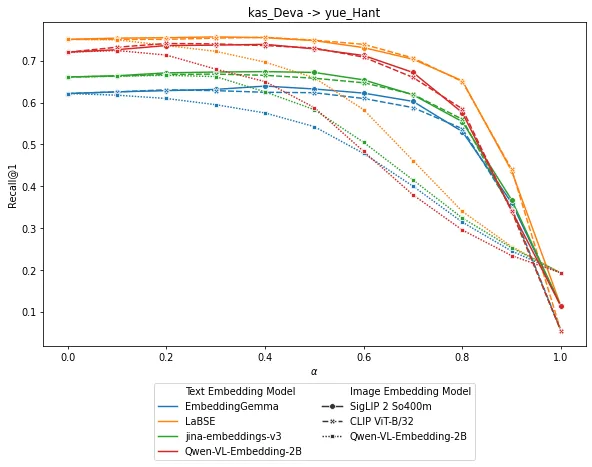 kas_Deva -> yue_Hant
Recall@1
0.7
0.6
0.5
0.4
0.3
0.2
0.1
0.0 0.2 0.4 0.6 0.8 1.0
α
Text Embedding Model
EmbeddingGemma
LaBSE
jina-embeddings-v3
Qwen-VL-Embedding-2B
Image Embedding Model
SigLIP 2 So400m
CLIP ViT-B/32
Qwen-VL-Embedding-2B